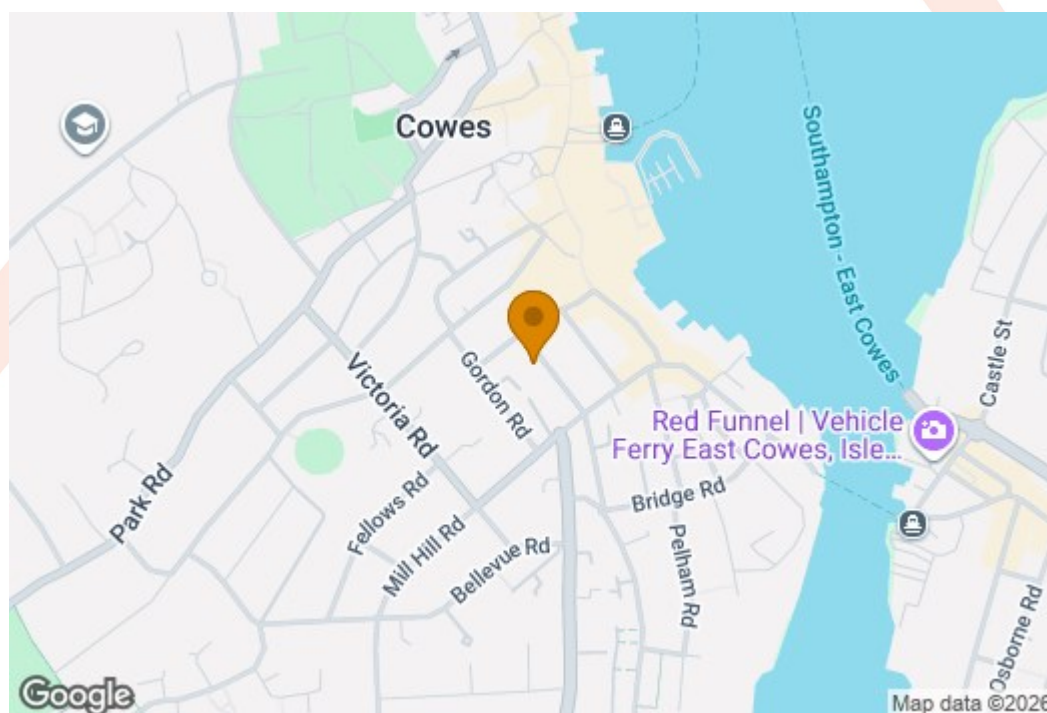 Cowes
Southampton - East Cowes
Castle St
Gordon Rd
Victoria Rd
Red Funnel | Vehicle
Ferry East Cowes, Isle...
Park Rd
Fellows Rd
Mill Hill Rd
Bridge Rd
Bellevue Rd
Pelham Rd
Osborne Rd
Google
Map data ©2026